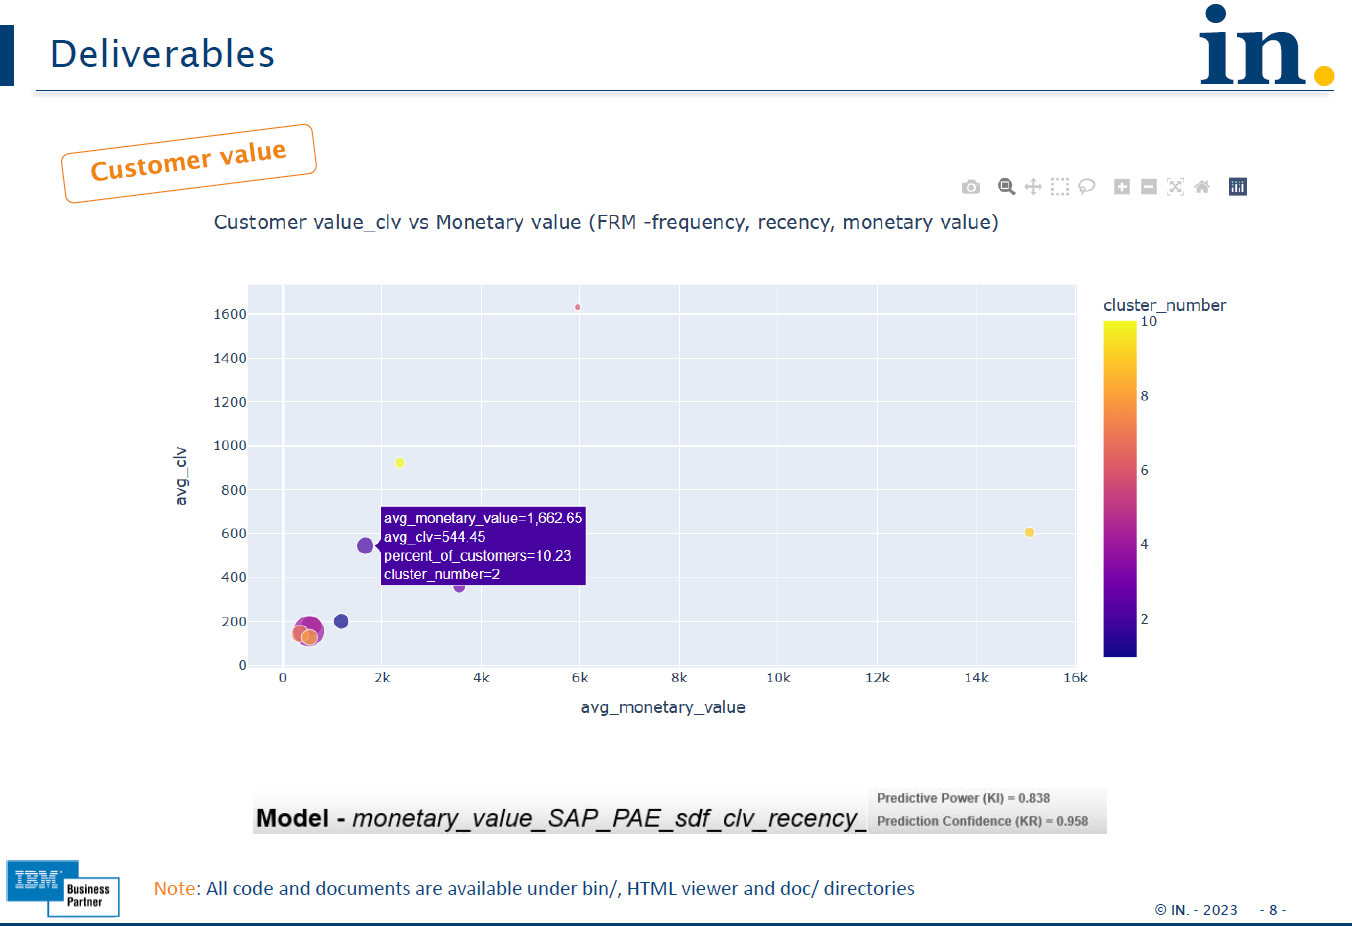 Deliverables
in.
Customer value
Customer value_clv vs Monetary value (FRM -frequency, recency, monetary value)
cluster_number
10
8
6
4
2
avg_clv
1600
1400
1200
1000
800
600
400
200
0
avg_monetary_value=1,662.65
avg_clv=544.45
percent_of_customers=10.23
cluster_number=2
0 2k 4k 6k 8k 10k 12k 14k 16k
avg_monetary_value
Model - monetary_value_SAP_PAE_sdf_clv_recency_
Predictive Power (KI) = 0.838
Prediction Confidence (KR) = 0.958
IBM
Business
Partner
Note: All code and documents are available under bin/, HTML viewer and doc/ directories
© IN. - 2023 - 8 -